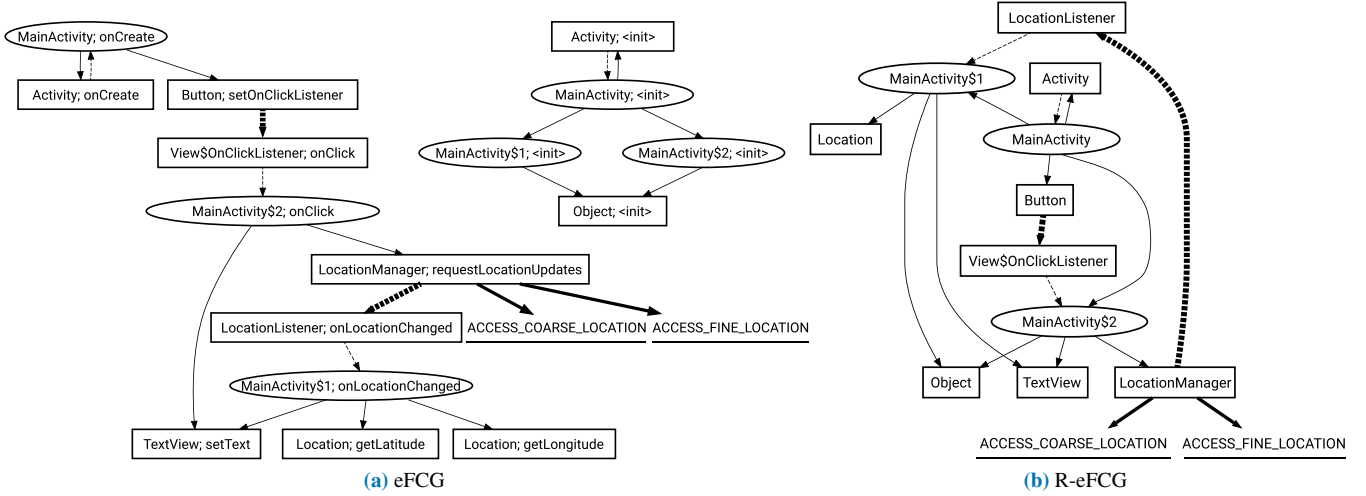 MainActivity; onCreate
Activity; onCreate
Button; setOnClickListener
View$OnClickListener; onClick
MainActivity$2; onClick
LocationManager; requestLocationUpdates
LocationListener; onLocationChanged
ACCESS_COARSE_LOCATION
ACCESS_FINE_LOCATION
MainActivity$1; onLocationChanged
TextView; setText
Location; getLatitude
Location; getLongitude
Activity; <init>
MainActivity; <init>
MainActivity$1; <init>
MainActivity$2; <init>
Object; <init>
(a) eFCG
LocationListener
MainActivity$1
Activity
Location
MainActivity
Button
View$OnClickListener
MainActivity$2
Object
TextView
LocationManager
ACCESS_COARSE_LOCATION
ACCESS_FINE_LOCATION
(b) R-eFCG